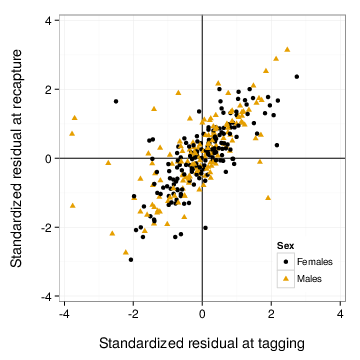 Standardized residual at recapture
4
2
0
-2
-4
-4
-2
0
2
4
Standardized residual at tagging
Sex
Females
Males